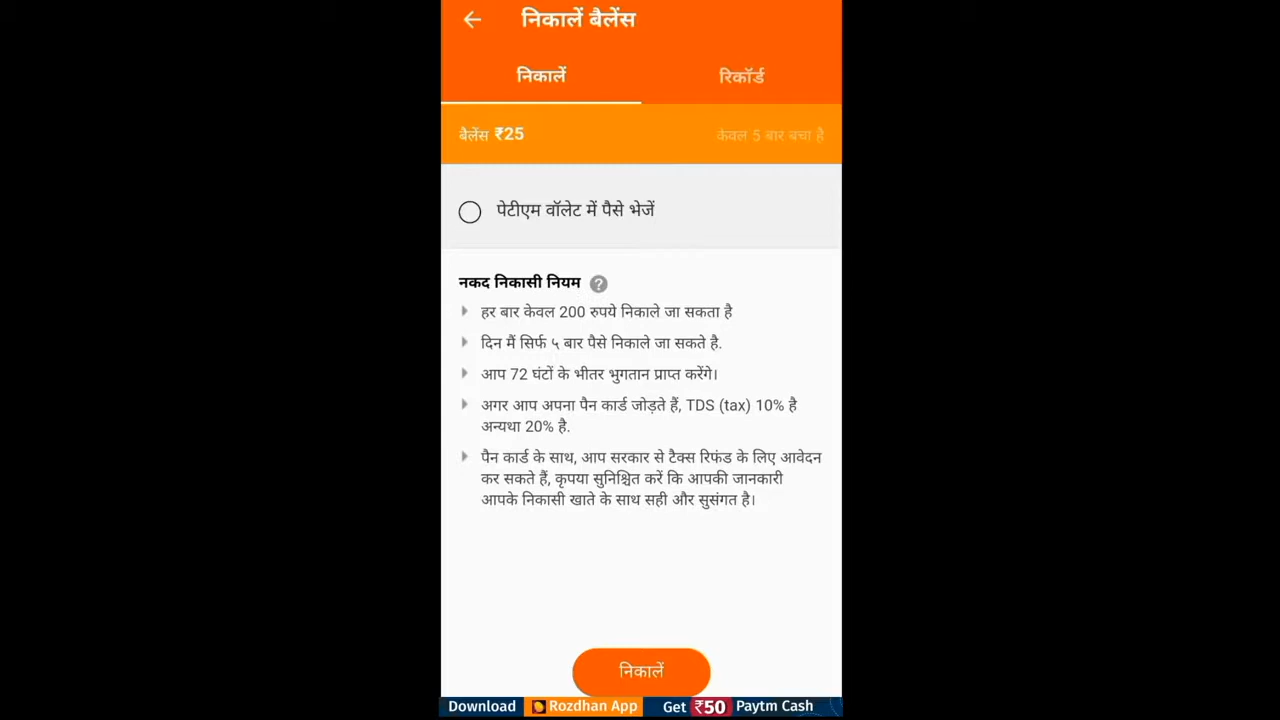 निकालें बैलेंस
निकालें रिकॉर्ड
बैलेंस ₹25 केवल 5 बार बचा है
पेटीएम वॉलेट में पैसे भेजें
नकद निकासी नियम ?
हर बार केवल 200 रुपये निकाले जा सकता है
दिन मैं सिर्फ ५ बार पैसे निकाले जा सकते है.
आप 72 घंटों के भीतर भुगतान प्राप्त करेंगे।
अगर आप अपना पैन कार्ड जोड़ते हैं, TDS (tax) 10% है
अन्यथा 20% है.
पैन कार्ड के साथ, आप सरकार से टैक्स रिफंड के लिए आवेदन
कर सकते हैं, कृपया सुनिश्चित करें कि आपकी जानकारी
आपके निकासी खाते के साथ सही और सुसंगत है।
निकालें
Download Rozdhan App Get ₹50 Paytm Cash